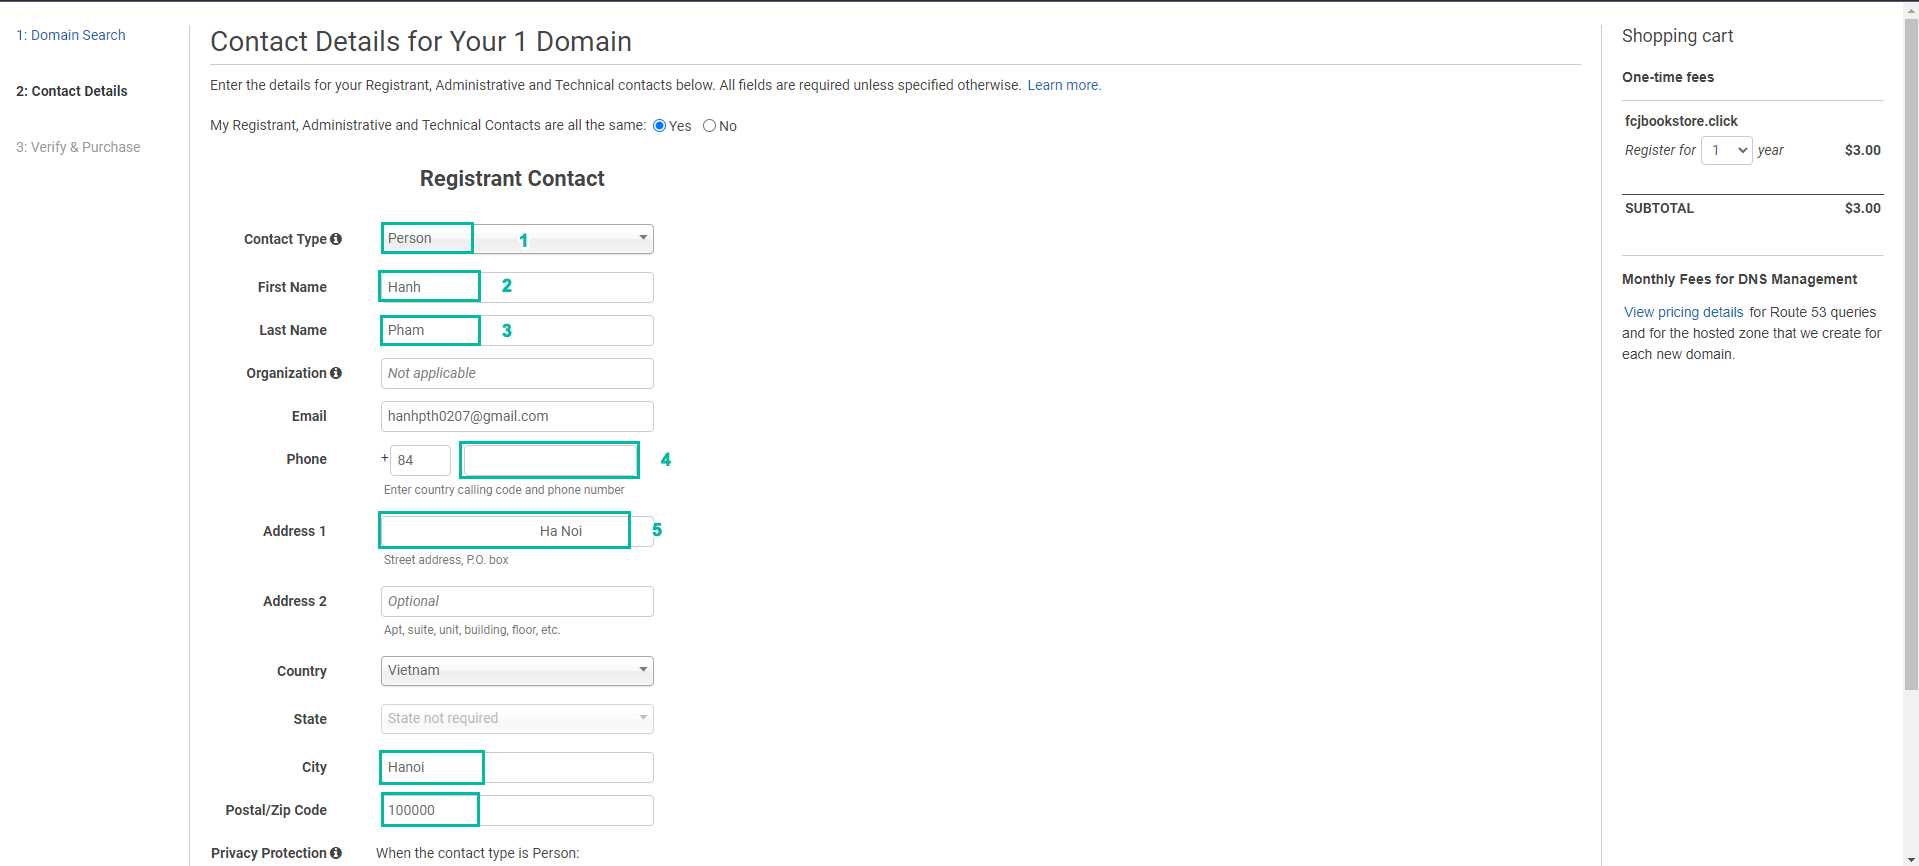 1: Domain Search
2: Contact Details
3: Verify & Purchase
Contact Details for Your 1 Domain
Enter the details for your Registrant, Administrative and Technical contacts below. All fields are required unless specified otherwise. Learn more.
My Registrant, Administrative and Technical Contacts are all the same: Yes No
Registrant Contact
Contact Type Person 1
First Name Hanh 2
Last Name Pham 3
Organization Not applicable
Email hanhpth0207@gmail.com
Phone + 84 4
Enter country calling code and phone number
Address 1 Ha Noi 5
Street address, P.O. box
Address 2 Optional
Apt, suite, unit, building, floor, etc.
Country Vietnam
State State not required
City Hanoi
Postal/Zip Code 100000
Privacy Protection When the contact type is Person:
Shopping cart
One-time fees
fcjbookstore.click
Register for 1 year $3.00
SUBTOTAL $3.00
Monthly Fees for DNS Management
View pricing details for Route 53 queries
and for the hosted zone that we create for
each new domain.